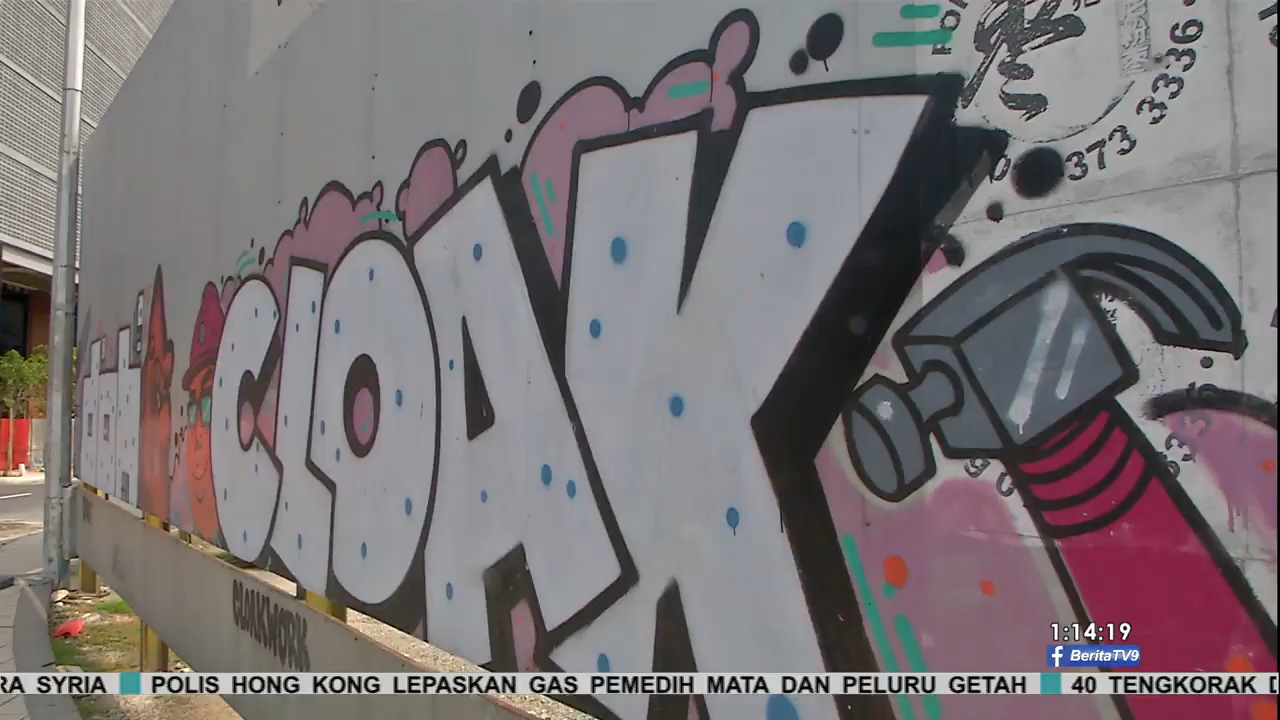 373 3336
CLOAK
CLOAKWORK
1:14:19
f BeritaTV9
RA SYRIA POLIS HONG KONG LEPASKAN GAS PEMEDIH MATA DAN PELURU GETAH 40 TENGKORAK D